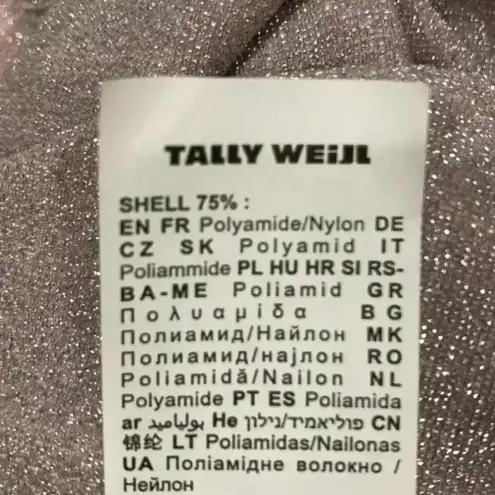 TALLY WEiJL
SHELL 75% :
EN FR Polyamide/Nylon DE
CZ SK Polyamid IT
Poliammide PL HU HR SI RS-
BA-ME Poliamid GR
Πολυαμίδα BG
Полиамид/Найлон MK
Полиамид/најлон RO
Poliamidă/Nailon NL
Polyamide PT ES Poliamida
ar بولياميد He פוליאמיד/ניילון CN
锦纶 LT Poliamidas/Nailonas
UA Поліамідне волокно /
Нейлон